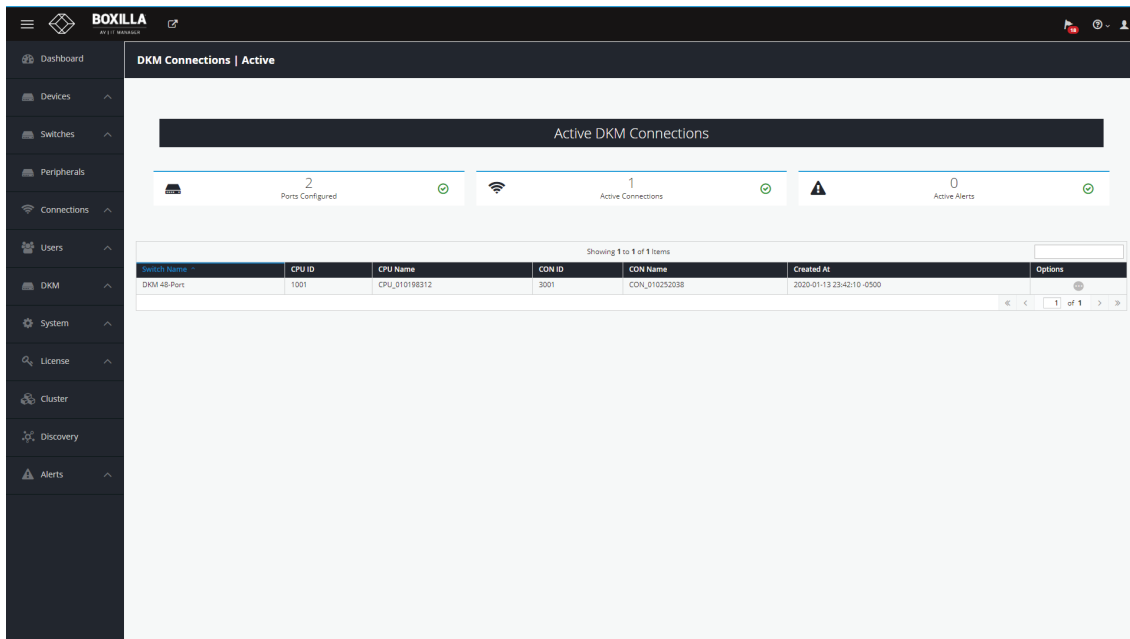 BOXILLA
AV | IT MANAGER
18
Dashboard
DKM Connections | Active
Devices
Switches
Active DKM Connections
Peripherals
2
Ports Configured
1
Active Connections
0
Active Alerts
Connections
Users
Showing 1 to 1 of 1 Items
Switch Name CPU ID CPU Name CON ID CON Name Created At Options
DKM
DKM 48-Port 1001 CPU_010198312 3001 CON_010252038 2020-01-13 23:42:10 -0500
1 of 1
System
License
Cluster
Discovery
Alerts